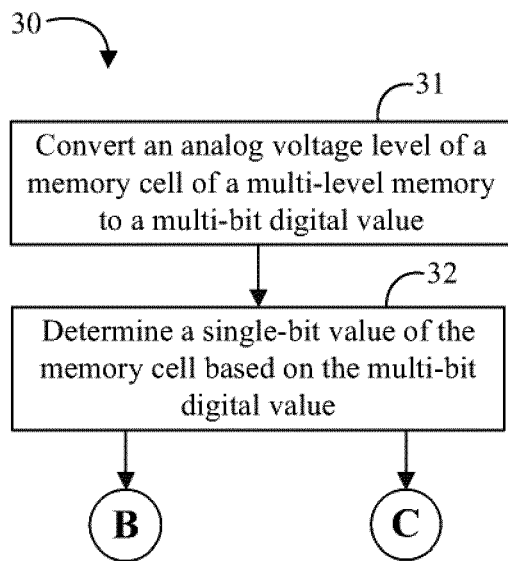 30
31
Convert an analog voltage level of a
memory cell of a multi-level memory
to a multi-bit digital value
32
Determine a single-bit value of the
memory cell based on the multi-bit
digital value
B
C